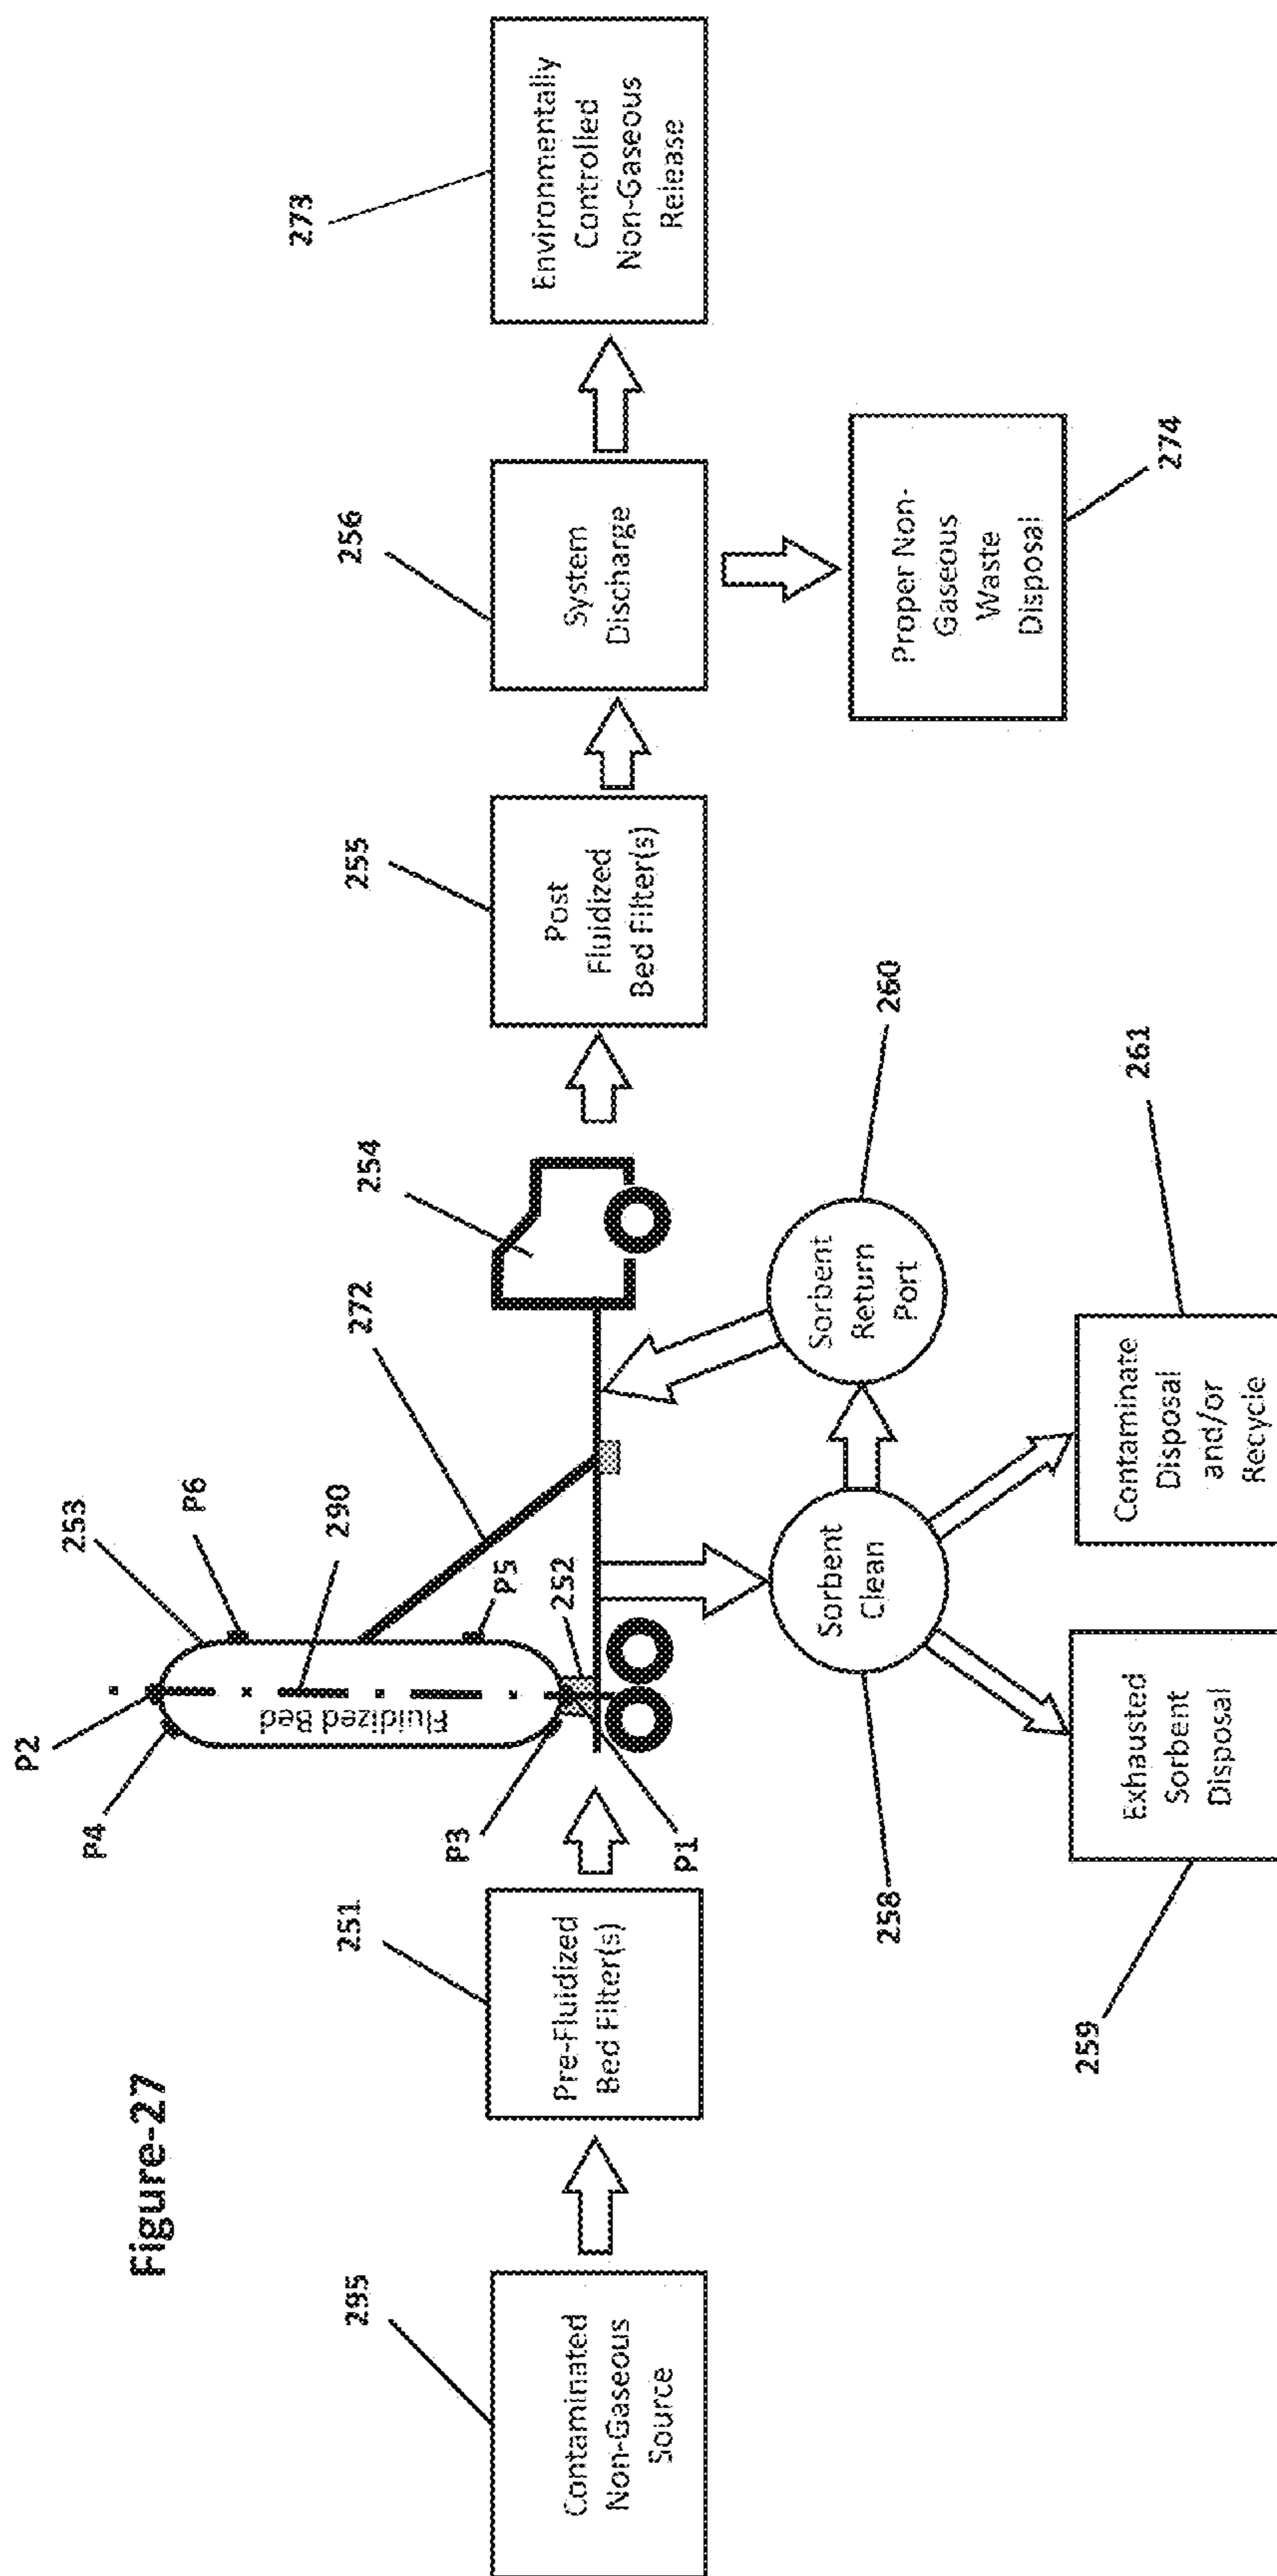 Figure-27
295
Contaminated
Non-Gaseous
Source
251
Pre-Fluidized
Bed Filter(s)
P2
P4
P3
P1
253
P6
290
Fluidized Bed
P5
252
272
254
258
Sorbent
Clean
260
Sorbent
Return
Port
259
Exhausted
Sorbent
Disposal
261
Contaminate
Disposal
and/or
Recycle
255
Post
Fluidized
Bed Filter(s)
256
System
Discharge
273
Environmentally
Controlled
Non-Gaseous
Release
Proper Non-
Gaseous
Waste
Disposal
274